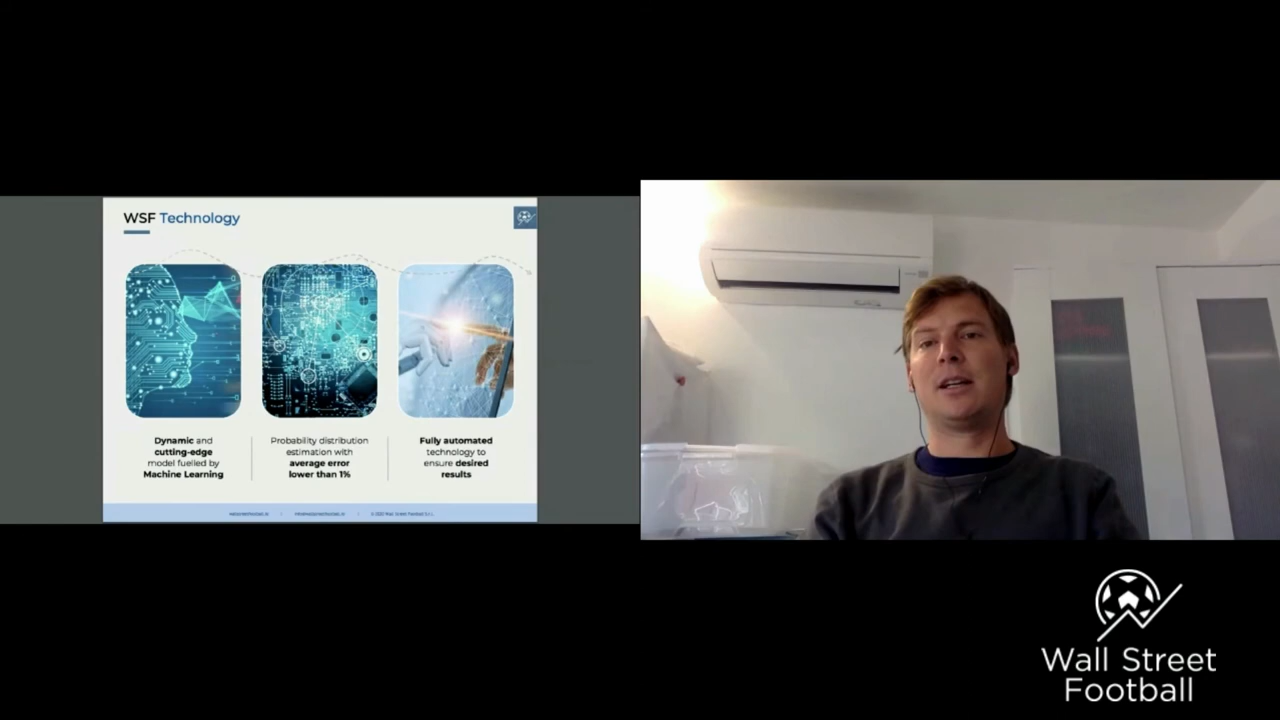 WSF Technology
Dynamic and
cutting-edge
model fuelled by
Machine Learning
Probability distribution
estimation with
average error
lower than 1%
Fully automated
technology to
ensure desired
results
Wall Street
Football